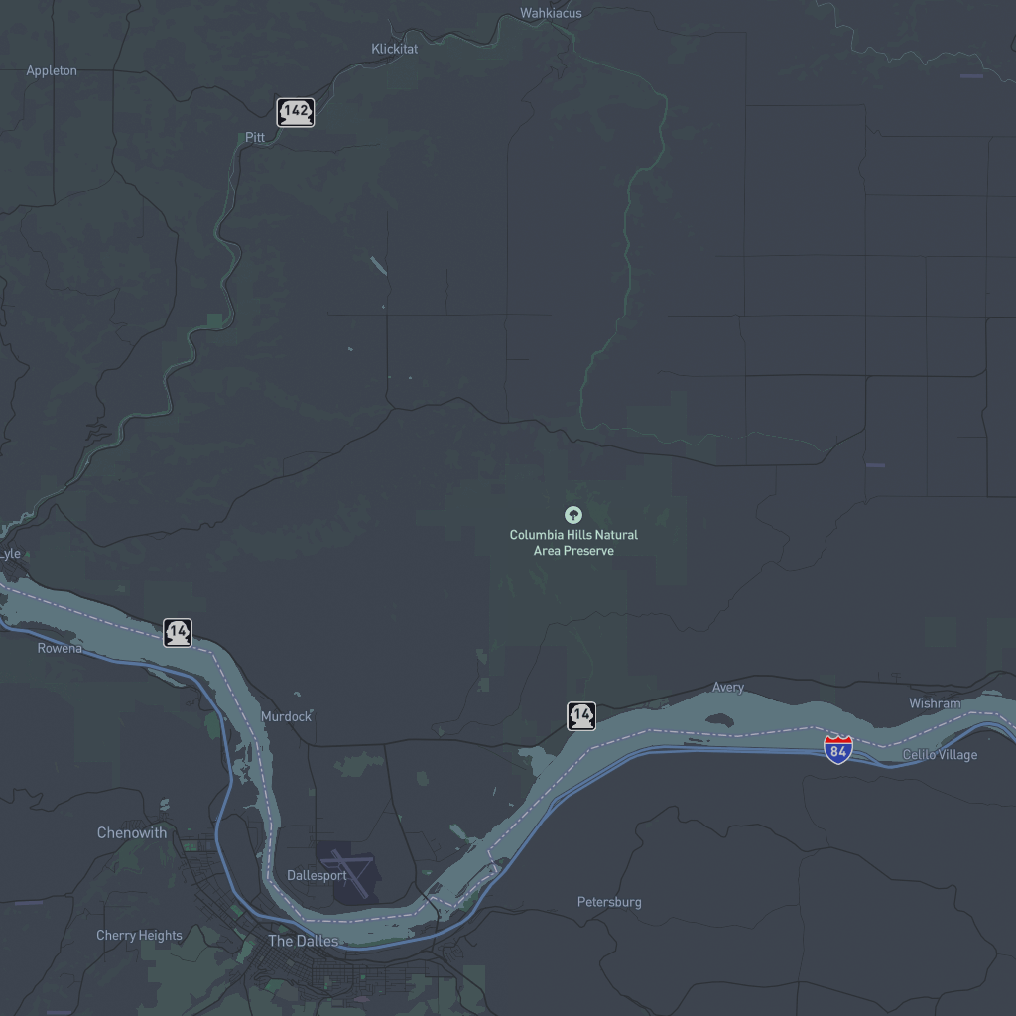 Wahkiacus
Klickitat
Appleton
142
Pitt
Columbia Hills Natural
Area Preserve
Lyle
14
Rowena
Avery
Wishram
14
Murdock
84
Celilo Village
Chenowith
Dallesport
Petersburg
Cherry Heights
The Dalles